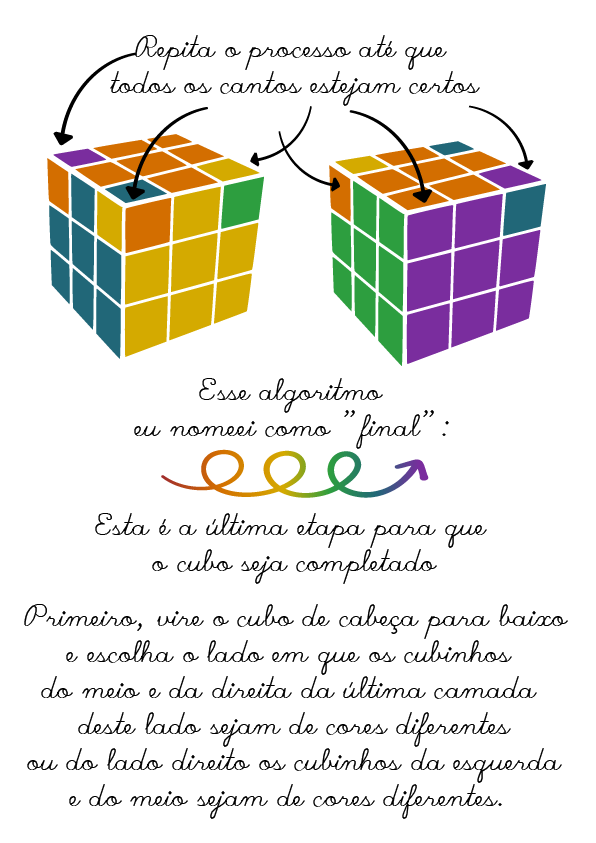 Repita o processo até que
todos os cantos estejam certos
Esse algoritmo
eu nomeei como "final":
Esta é a última etapa para que
o cubo seja completado
Primeiro, vire o cubo de cabeça para baixo
e escolha o lado em que os cubinhos
do meio e da direita da última camada
deste lado sejam de cores diferentes
ou do lado direito os cubinhos da esquerda
e do meio sejam de cores diferentes.